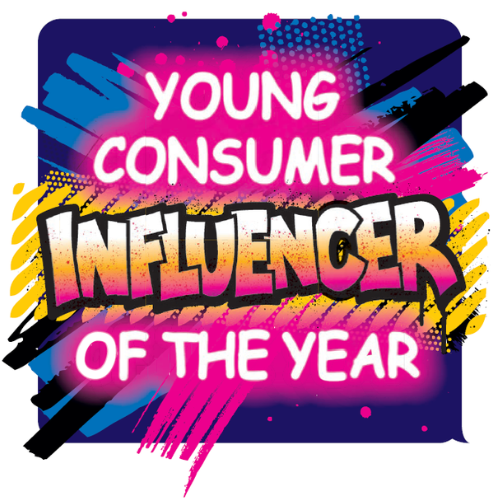 YOUNG
CONSUMER
INFLUENCER
OF THE YEAR